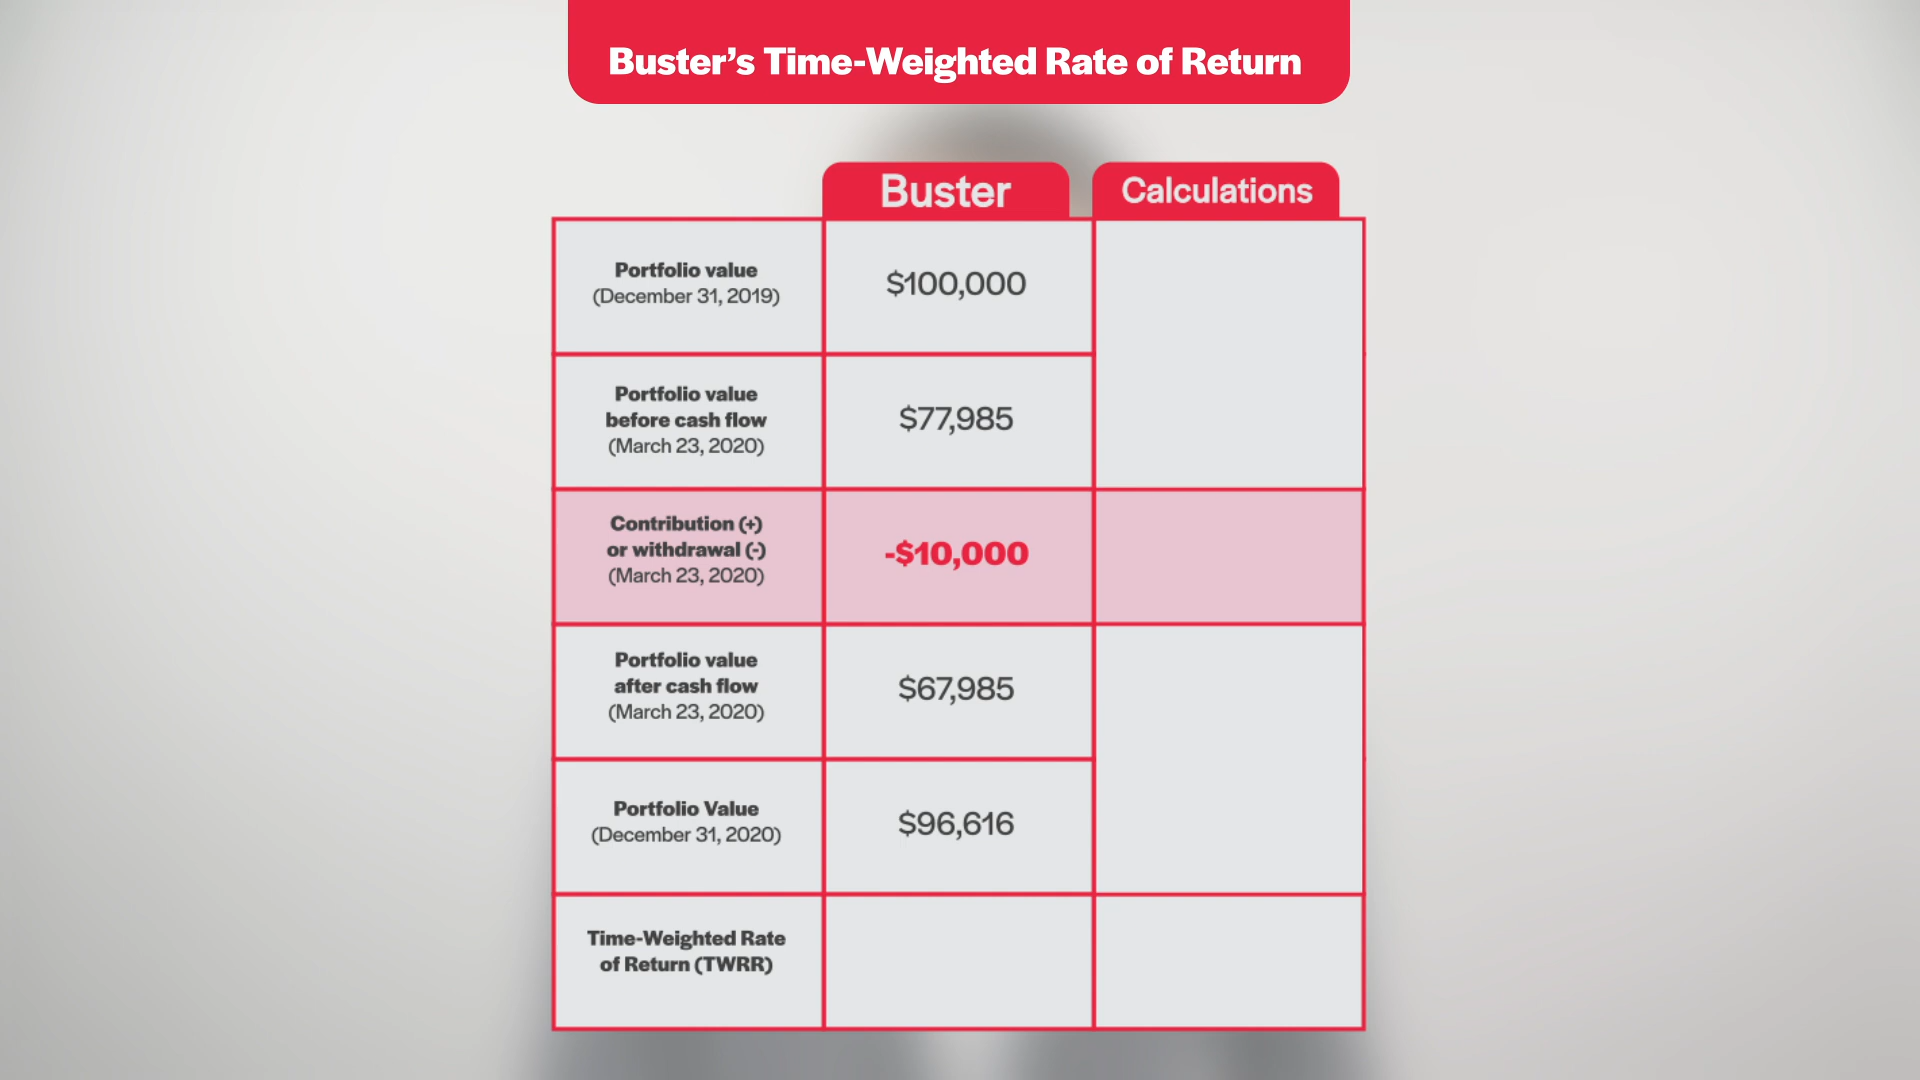 Buster’s Time-Weighted Rate of Return
Buster
Calculations
Portfolio value
(December 31, 2019)
$100,000
Portfolio value
before cash flow
(March 23, 2020)
$77,985
Contribution (+)
or withdrawal (-)
(March 23, 2020)
-$10,000
Portfolio value
after cash flow
(March 23, 2020)
$67,985
Portfolio Value
(December 31, 2020)
$96,616
Time-Weighted Rate
of Return (TWRR)